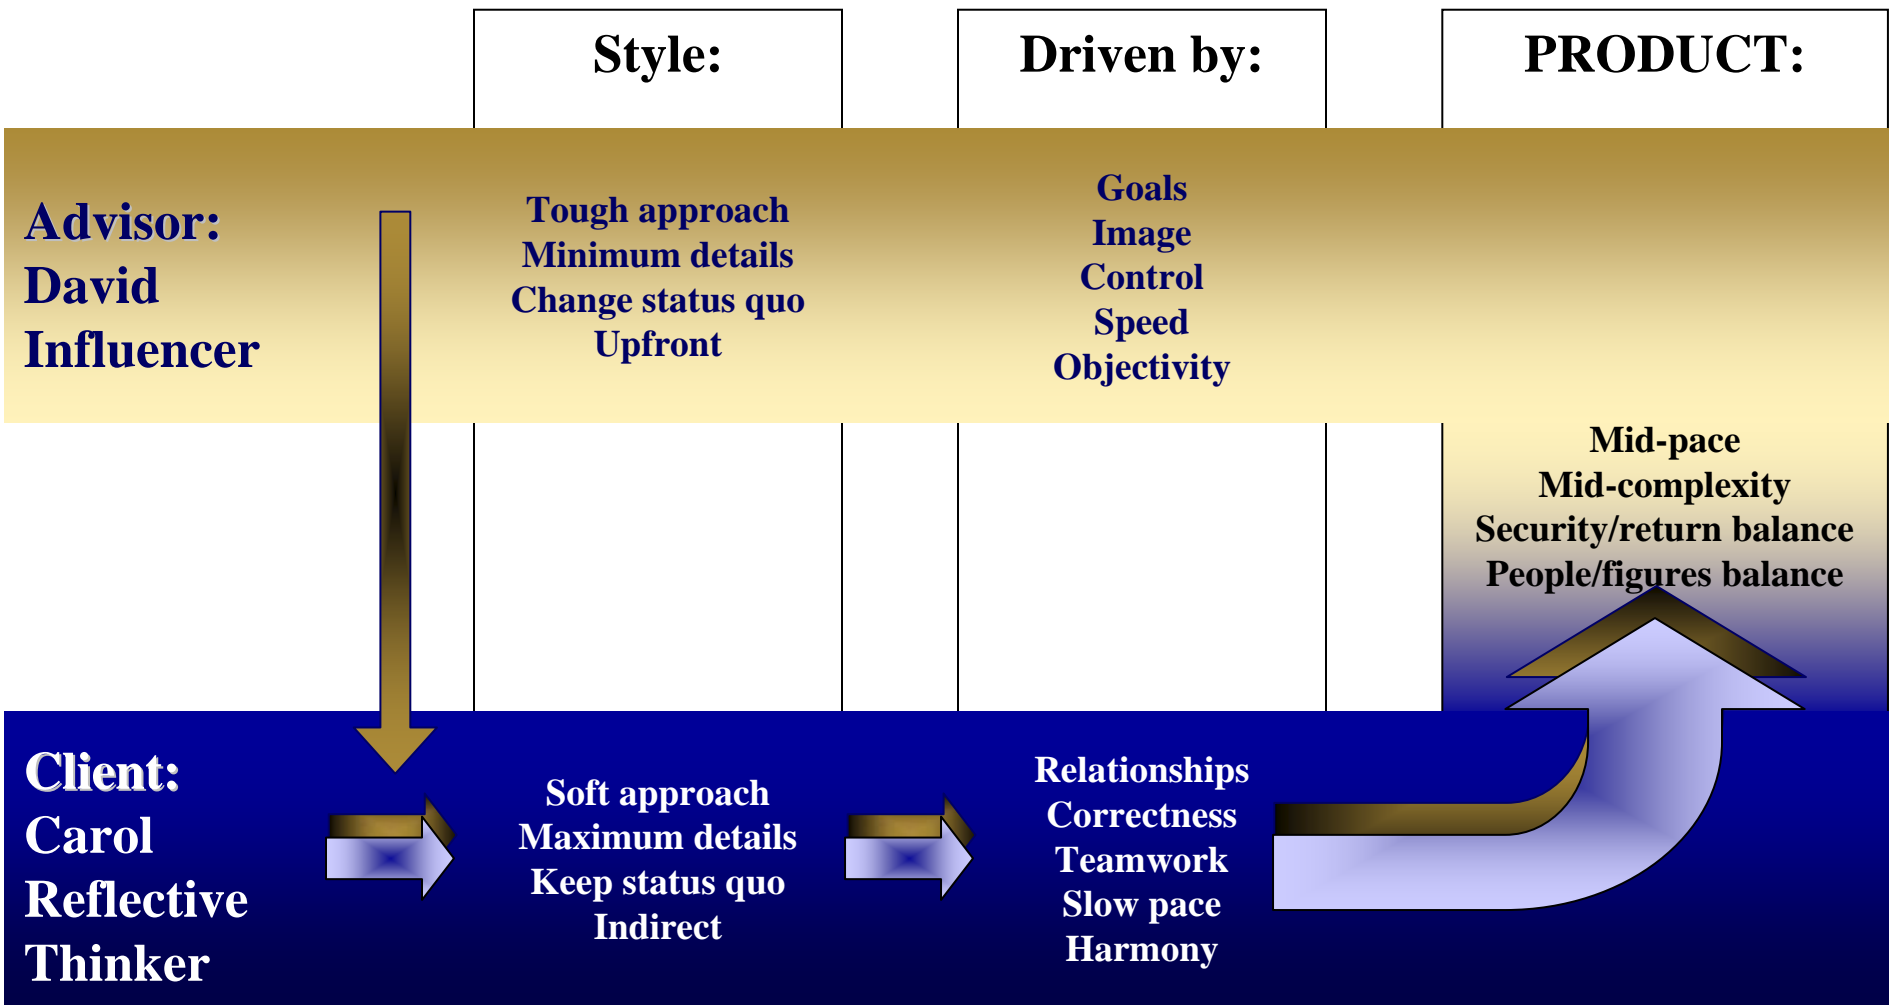 Style:
Driven by:
PRODUCT:
Advisor:
David
Influencer
Tough approach
Minimum details
Change status quo
Upfront
Goals
Image
Control
Speed
Objectivity
Mid-pace
Mid-complexity
Security/return balance
People/figures balance
Client:
Carol
Reflective
Thinker
Soft approach
Maximum details
Keep status quo
Indirect
Relationships
Correctness
Teamwork
Slow pace
Harmony